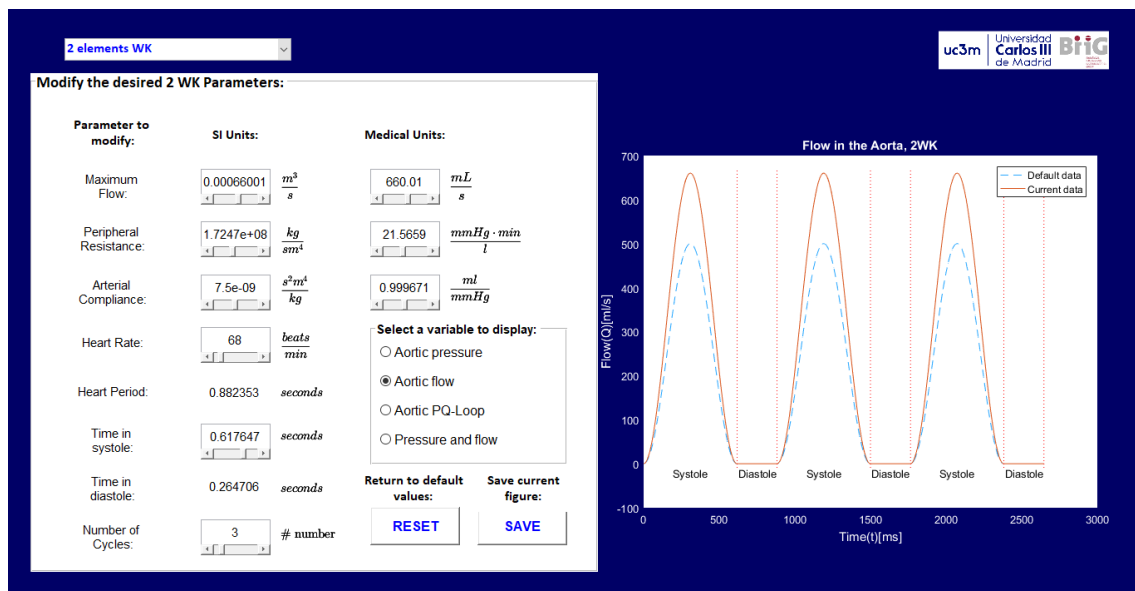 2 elements WK
uc3m
Universidad
Carlos III
de Madrid
BriG
Modify the desired 2 WK Parameters:
Parameter to
modify:
SI Units:
Medical Units:
Maximum
Flow:
0.00066001
m³
s
660.01
mL
s
Peripheral
Resistance:
1.7247e+08
kg
sm⁴
21.5659
mmHg · min
l
Arterial
Compliance:
7.5e-09
s²m⁴
kg
0.999671
ml
mmHg
Heart Rate:
68
beats
min
Heart Period:
0.882353
seconds
Time in
systole:
0.617647
seconds
Time in
diastole:
0.264706
seconds
Number of
Cycles:
3
# number
Select a variable to display:
Aortic pressure
Aortic flow
Aortic PQ-Loop
Pressure and flow
Return to default
values:
RESET
Save current
figure:
SAVE
Flow in the Aorta, 2WK
Default data
Current data
Flow(Q)[ml/s]
700
600
500
400
300
200
100
0
-100
Systole Diastole Systole Diastole Systole Diastole
0 500 1000 1500 2000 2500 3000
Time(t)[ms]